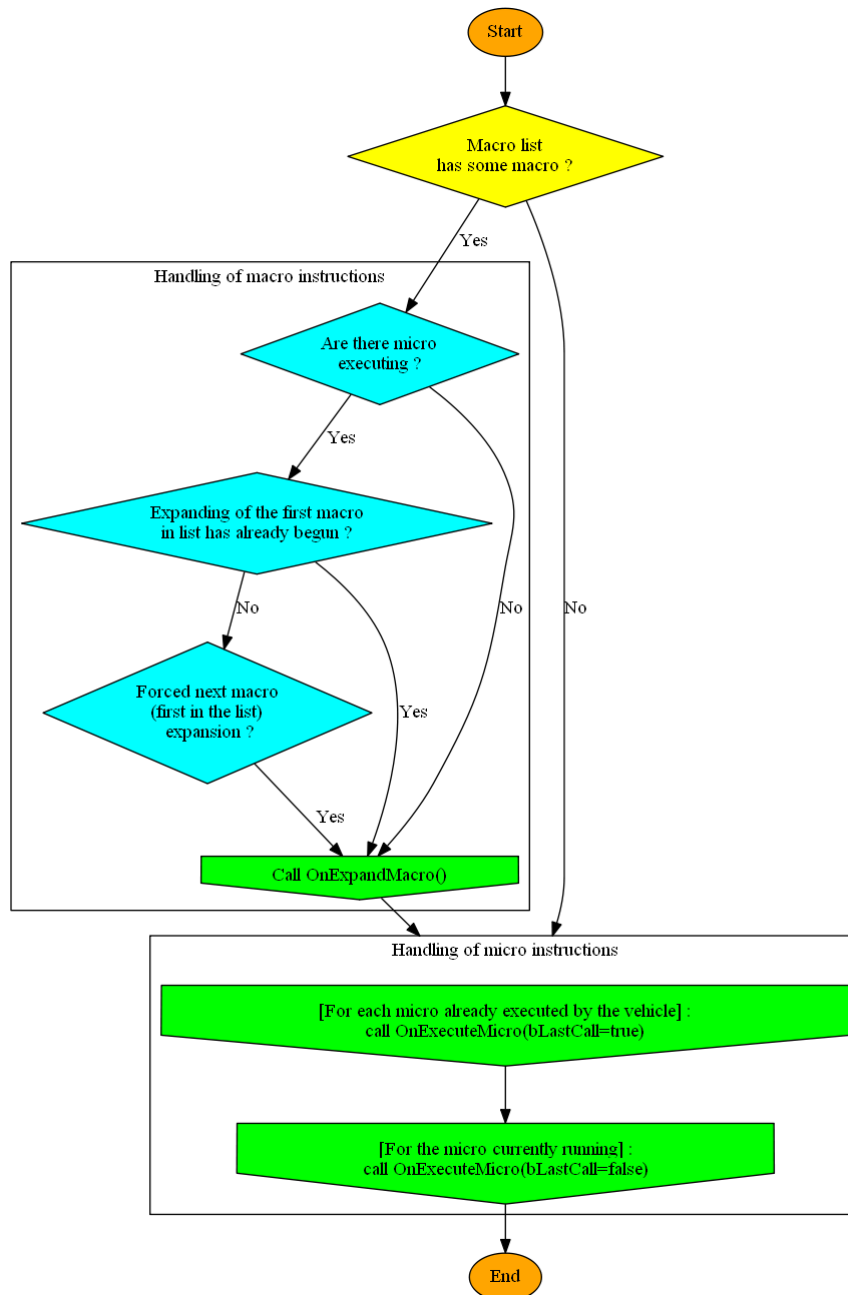 Start
Macro list
has some macro ?
Yes
Handling of macro instructions
Are there micro
executing ?
Yes
Expanding of the first macro
in list has already begun ?
No
No
No
Forced next macro
(first in the list)
expansion ?
Yes
Yes
Call OnExpandMacro()
Handling of micro instructions
[For each micro already executed by the vehicle] :
call OnExecuteMicro(bLastCall=true)
[For the micro currently running] :
call OnExecuteMicro(bLastCall=false)
End